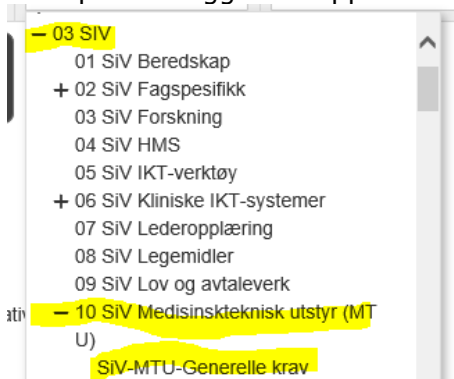 − 03 SIV
01 SiV Beredskap
+ 02 SiV Fagspesifikk
03 SiV Forskning
04 SiV HMS
05 SiV IKT-verktøy
+ 06 SiV Kliniske IKT-systemer
07 SiV Lederopplæring
08 SiV Legemidler
09 SiV Lov og avtaleverk
− 10 SiV Medisinskteknisk utstyr (MT
U)
SiV-MTU-Generelle krav